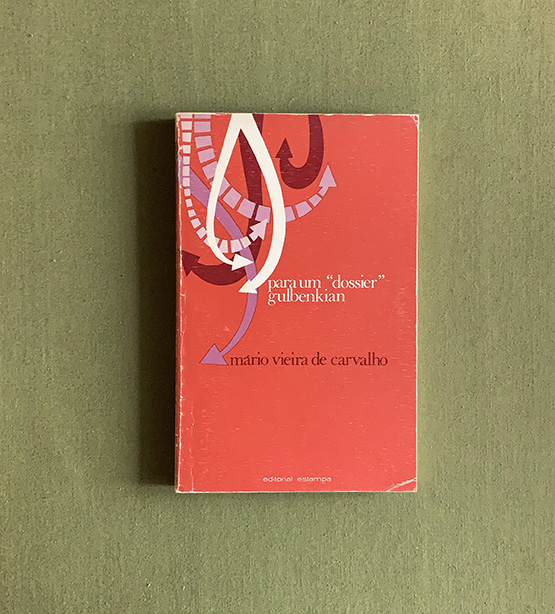 para um “dossier”
gulbenkian
mário vieira de carvalho
editorial estampa